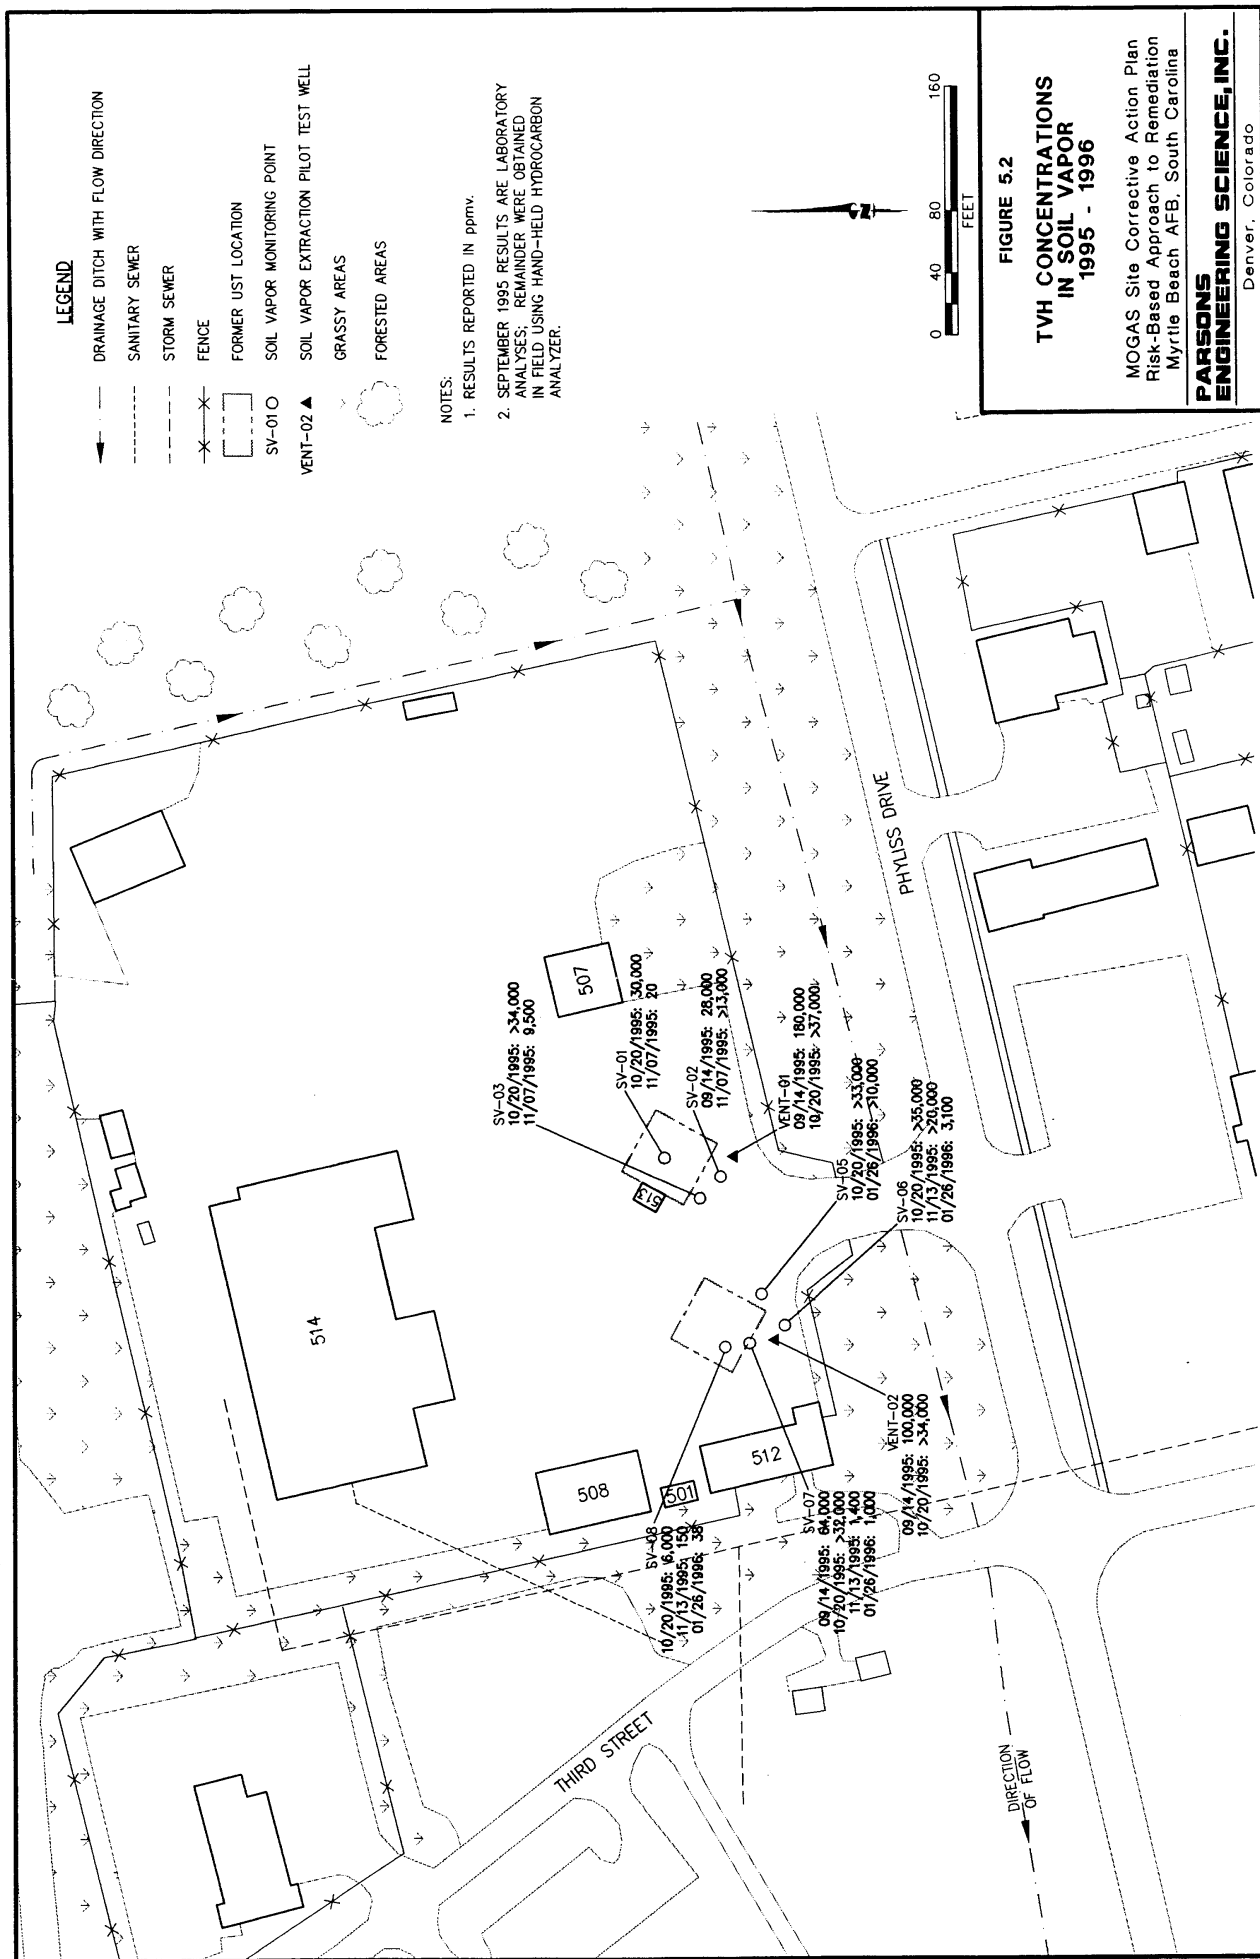 LEGEND
DRAINAGE DITCH WITH FLOW DIRECTION
SANITARY SEWER
STORM SEWER
FENCE
FORMER UST LOCATION
SV-01 SOIL VAPOR MONITORING POINT
VENT-02 SOIL VAPOR EXTRACTION PILOT TEST WELL
GRASSY AREAS
FORESTED AREAS
NOTES:
1. RESULTS REPORTED IN ppmv.
2. SEPTEMBER 1995 RESULTS ARE LABORATORY
ANALYSES; REMAINDER WERE OBTAINED
IN FIELD USING HAND-HELD HYDROCARBON
ANALYZER.
514
507
508
501
512
513
SV-03
10/20/1995: >34,000
11/07/1995: 9,500
SV-01
10/20/1995: 30,000
11/07/1995: 20
SV-02
09/14/1995: 28,000
11/07/1995: >13,000
VENT-01
09/14/1995: 180,000
10/20/1995: >37,000
SV-05
10/20/1995: >33,000
01/26/1996: >10,000
SV-06
10/20/1995: >35,000
11/13/1995: >20,000
01/26/1996: 3,100
SV-08
10/20/1995: 6,000
11/13/1995: 150
01/26/1996: 38
SV-07
09/14/1995: 64,000
10/20/1995: >32,000
11/13/1995: 1,400
01/26/1996: 1,000
VENT-02
09/14/1995: 100,000
10/20/1995: >34,000
THIRD STREET
PHYLISS DRIVE
DIRECTION
OF FLOW
N
0 40 80 160
FEET
FIGURE 5.2
TVH CONCENTRATIONS
IN SOIL VAPOR
1995 - 1996
MOGAS Site Corrective Action Plan
Risk-Based Approach to Remediation
Myrtle Beach AFB, South Carolina
PARSONS
ENGINEERING SCIENCE, INC.
Denver, Colorado